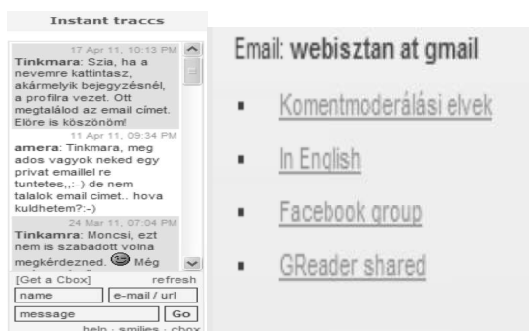 Instant traccs
17 Apr 11, 10:13 PM
Tinkmara: Szia, ha a
nevemre kattintasz,
akármelyik bejegyzésnél,
a profilra vezet. Ott
megtalálod az email címet.
Előre is köszönöm!
11 Apr 11, 09:34 PM
amera: Tinkmara, meg
ados vagyok neked egy
privat emaillel re
tuntetes,,:-) de nem
talalok email cimet.. hova
kuldhetem?:-)
24 Mar 11, 07:04 PM
Tinkamra: Moncsi, ezt
nem is szabadott volna
megkérdezned. Még
[Get a Cbox] refresh
name e-mail / url
message Go
help · smilies · cbox
Email: webisztan at gmail
Komentmoderálási elvek
In English
Facebook group
GReader shared